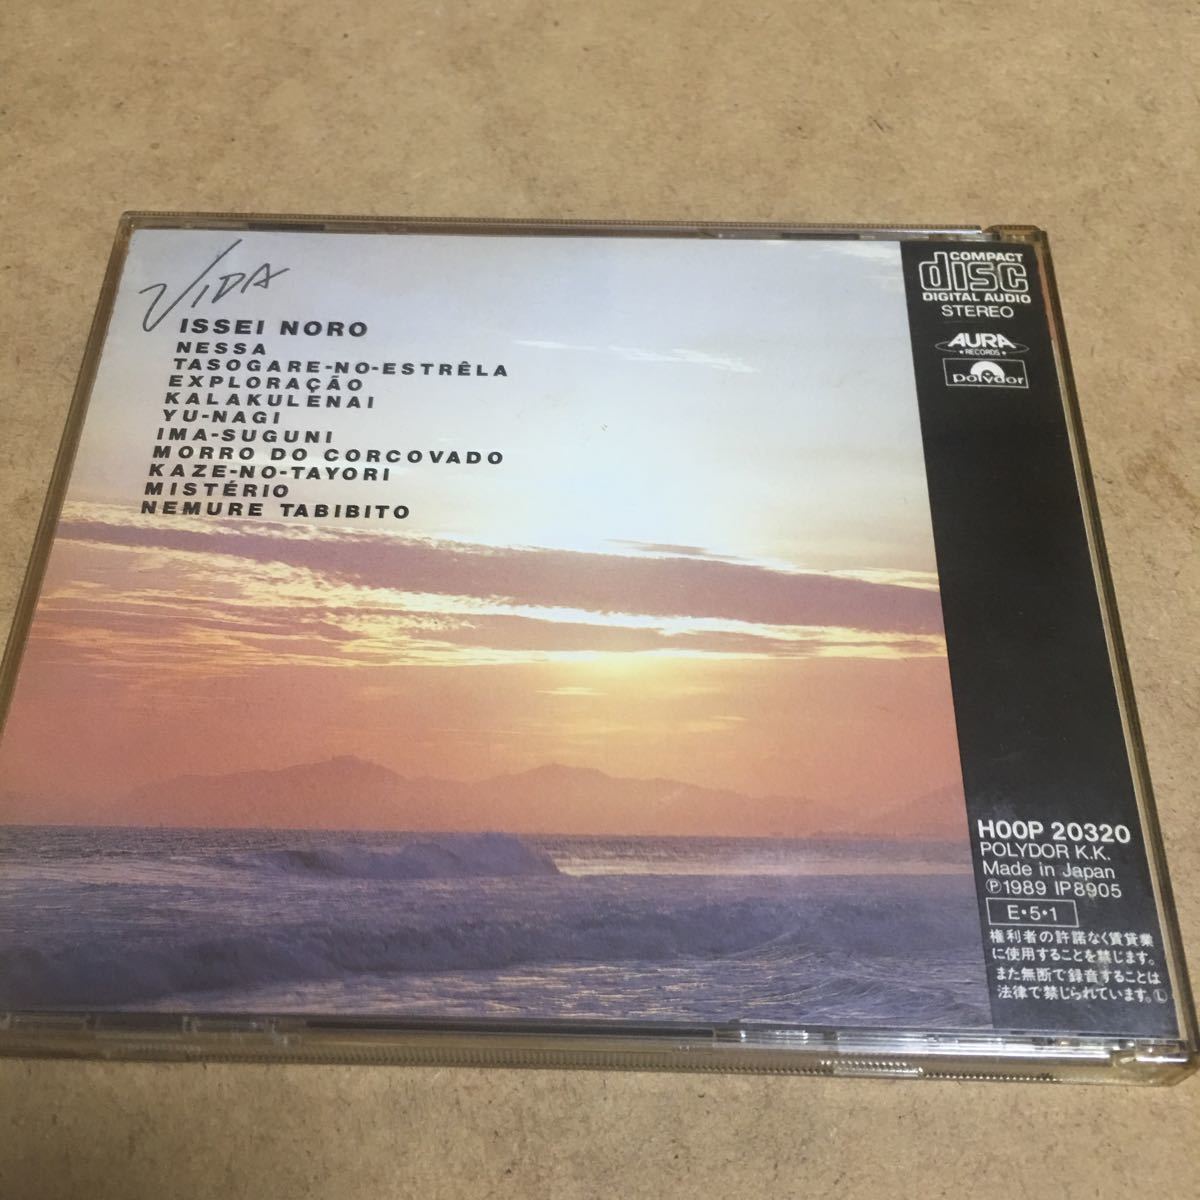 VIDA
ISSEI NORO
NESSA
TASOGARE-NO-ESTRÊLA
EXPLORAÇÃO
KALAKULENAI
YU-NAGI
IMA-SUGUNI
MORRO DO CORCOVADO
KAZE-NO-TAYORI
MISTÉRIO
NEMURE TABIBITO
COMPACT
disc
DIGITAL AUDIO
STEREO
AURA
★RECORDS★
polydor
H00P 20320
POLYDOR K.K.
Made in Japan
Ⓟ1989 IP8905
E・5・1
権利者の許諾なく賃貸業
に使用することを禁じます。
また無断で録音することは
法律で禁じられています。Ⓛ